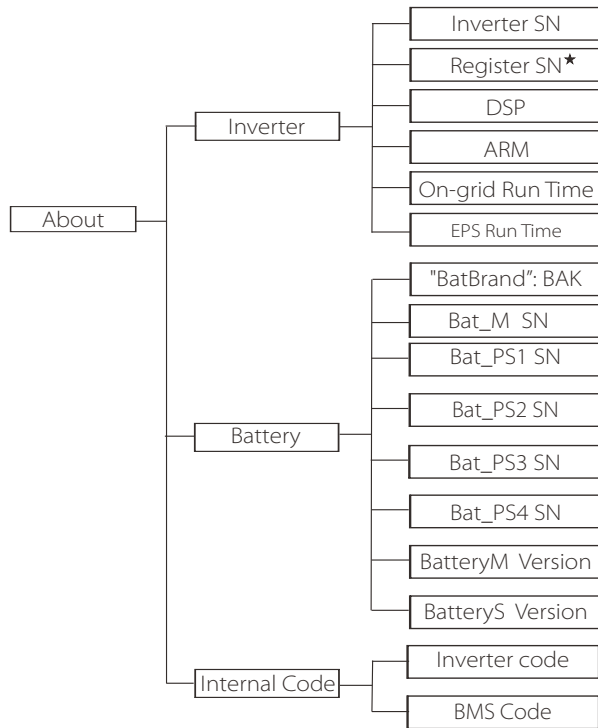 Inverter SN
Register SN★
DSP
Inverter
ARM
On-grid Run Time
About
EPS Run Time
"BatBrand”: BAK
Bat_M SN
Bat_PS1 SN
Bat_PS2 SN
Battery
Bat_PS3 SN
Bat_PS4 SN
BatteryM Version
BatteryS Version
Inverter code
Internal Code
BMS Code